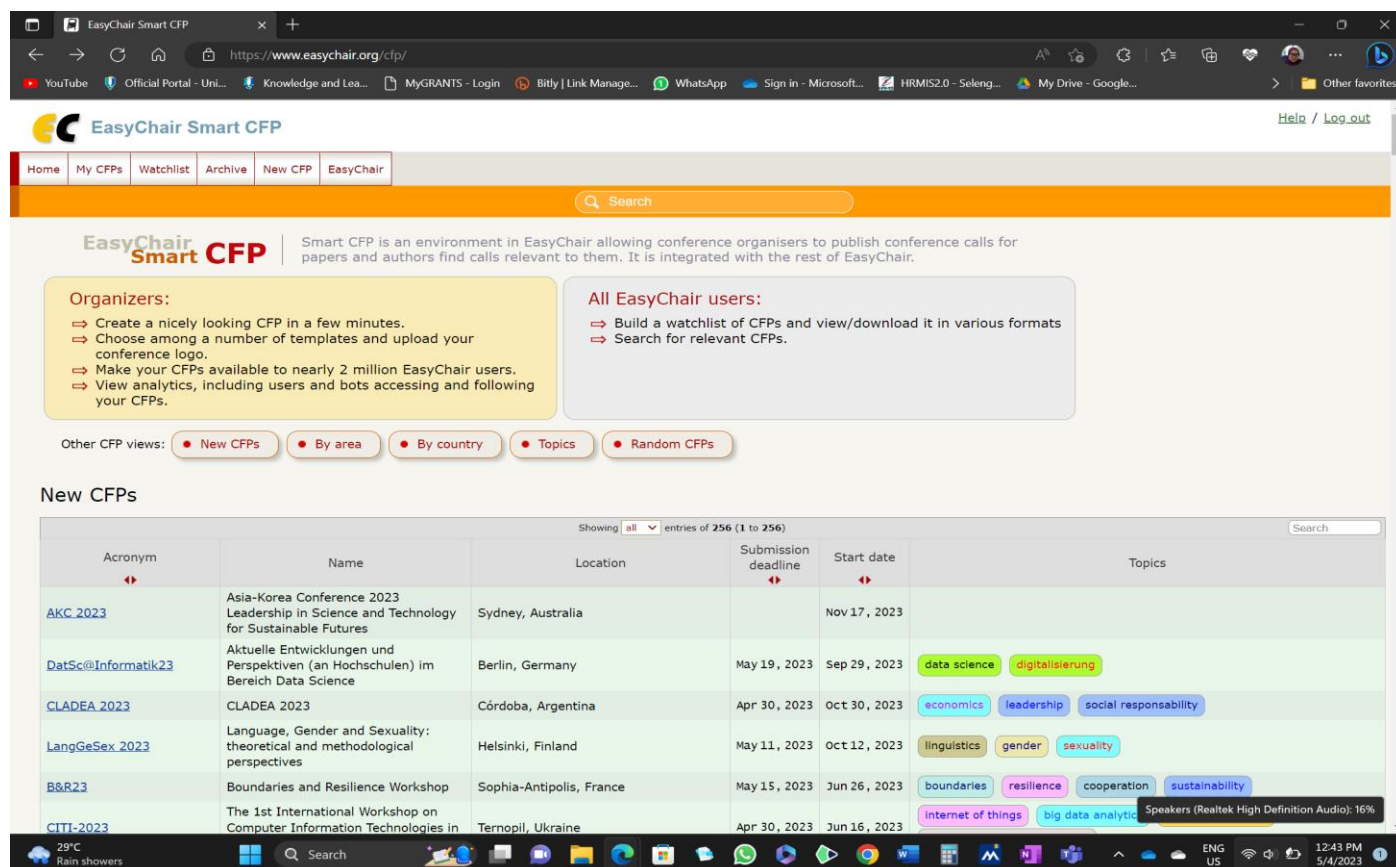 EasyChair Smart CFP
https://www.easychair.org/cfp/
YouTube Official Portal - Uni... Knowledge and Lea... MyGRANTS - Login Bitly | Link Manage... WhatsApp Sign in - Microsoft... HRMIS2.0 - Seleng... My Drive - Google... Other favorites
EC EasyChair Smart CFP
Help / Log out
Home My CFPs Watchlist Archive New CFP EasyChair
Search
EasyChair Smart CFP
Smart CFP is an environment in EasyChair allowing conference organisers to publish conference calls for
papers and authors find calls relevant to them. It is integrated with the rest of EasyChair.
Organizers:
Create a nicely looking CFP in a few minutes.
Choose among a number of templates and upload your
conference logo.
Make your CFPs available to nearly 2 million EasyChair users.
View analytics, including users and bots accessing and following
your CFPs.
All EasyChair users:
Build a watchlist of CFPs and view/download it in various formats
Search for relevant CFPs.
Other CFP views: New CFPs By area By country Topics Random CFPs
New CFPs
Showing all entries of 256 (1 to 256) Search
Acronym Name Location Submission deadline Start date Topics
AKC 2023 Asia-Korea Conference 2023
Leadership in Science and Technology
for Sustainable Futures Sydney, Australia Nov 17, 2023
DatSc@Informatik23 Aktuelle Entwicklungen und
Perspektiven (an Hochschulen) im
Bereich Data Science Berlin, Germany May 19, 2023 Sep 29, 2023 data science digitalisierung
CLADEA 2023 CLADEA 2023 Córdoba, Argentina Apr 30, 2023 Oct 30, 2023 economics leadership social responsability
LangGeSex 2023 Language, Gender and Sexuality:
theoretical and methodological
perspectives Helsinki, Finland May 11, 2023 Oct 12, 2023 linguistics gender sexuality
B&R23 Boundaries and Resilience Workshop Sophia-Antipolis, France May 15, 2023 Jun 26, 2023 boundaries resilience cooperation sustainability
CITI-2023 The 1st International Workshop on
Computer Information Technologies in Ternopil, Ukraine Apr 30, 2023 Jun 16, 2023 internet of things big data analytic
Speakers (Realtek High Definition Audio): 16%
29°C
Rain showers
Search
ENG
US
12:43 PM
5/4/2023